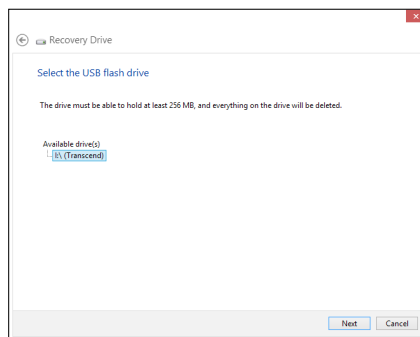 Recovery Drive
Select the USB flash drive
The drive must be able to hold at least 256 MB, and everything on the drive will be deleted.
Available drive(s)
I:\ (Transcend)
Next Cancel